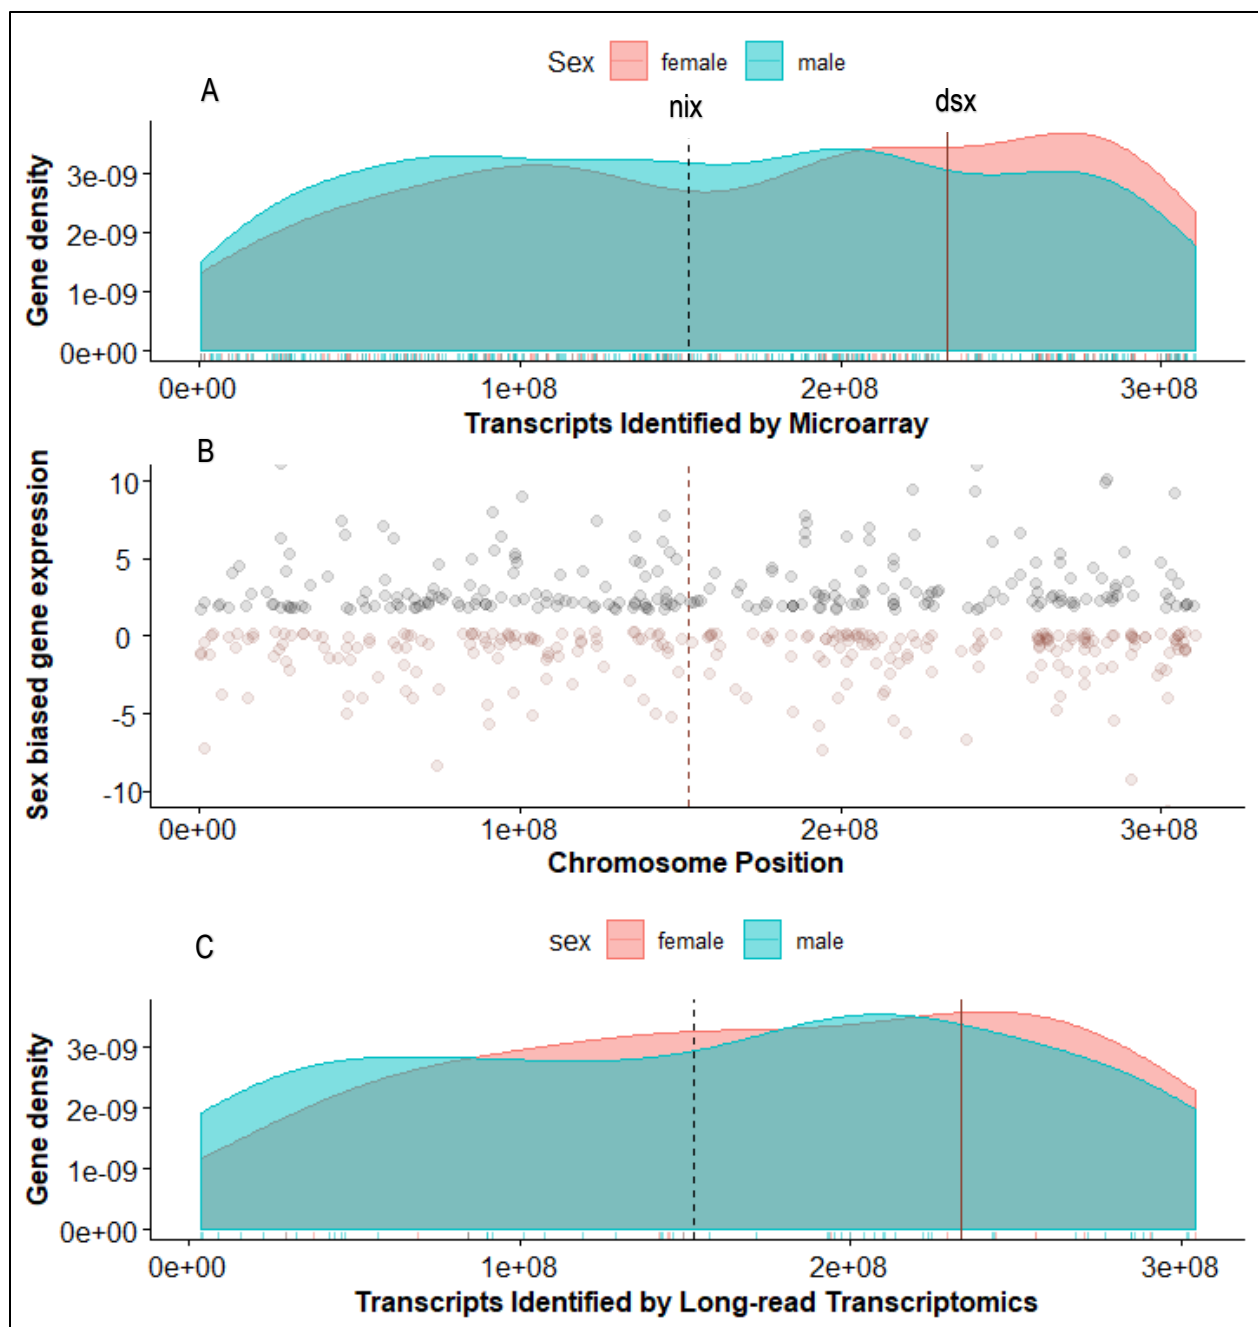 Sex female male
A
nix
dsx
Gene density
3e-09
2e-09
1e-09
0e+00
0e+00 1e+08 2e+08 3e+08
Transcripts Identified by Microarray
B
Sex biased gene expression
10
5
0
-5
-10
0e+00 1e+08 2e+08 3e+08
Chromosome Position
sex female male
C
Gene density
3e-09
2e-09
1e-09
0e+00
0e+00 1e+08 2e+08 3e+08
Transcripts Identified by Long-read Transcriptomics